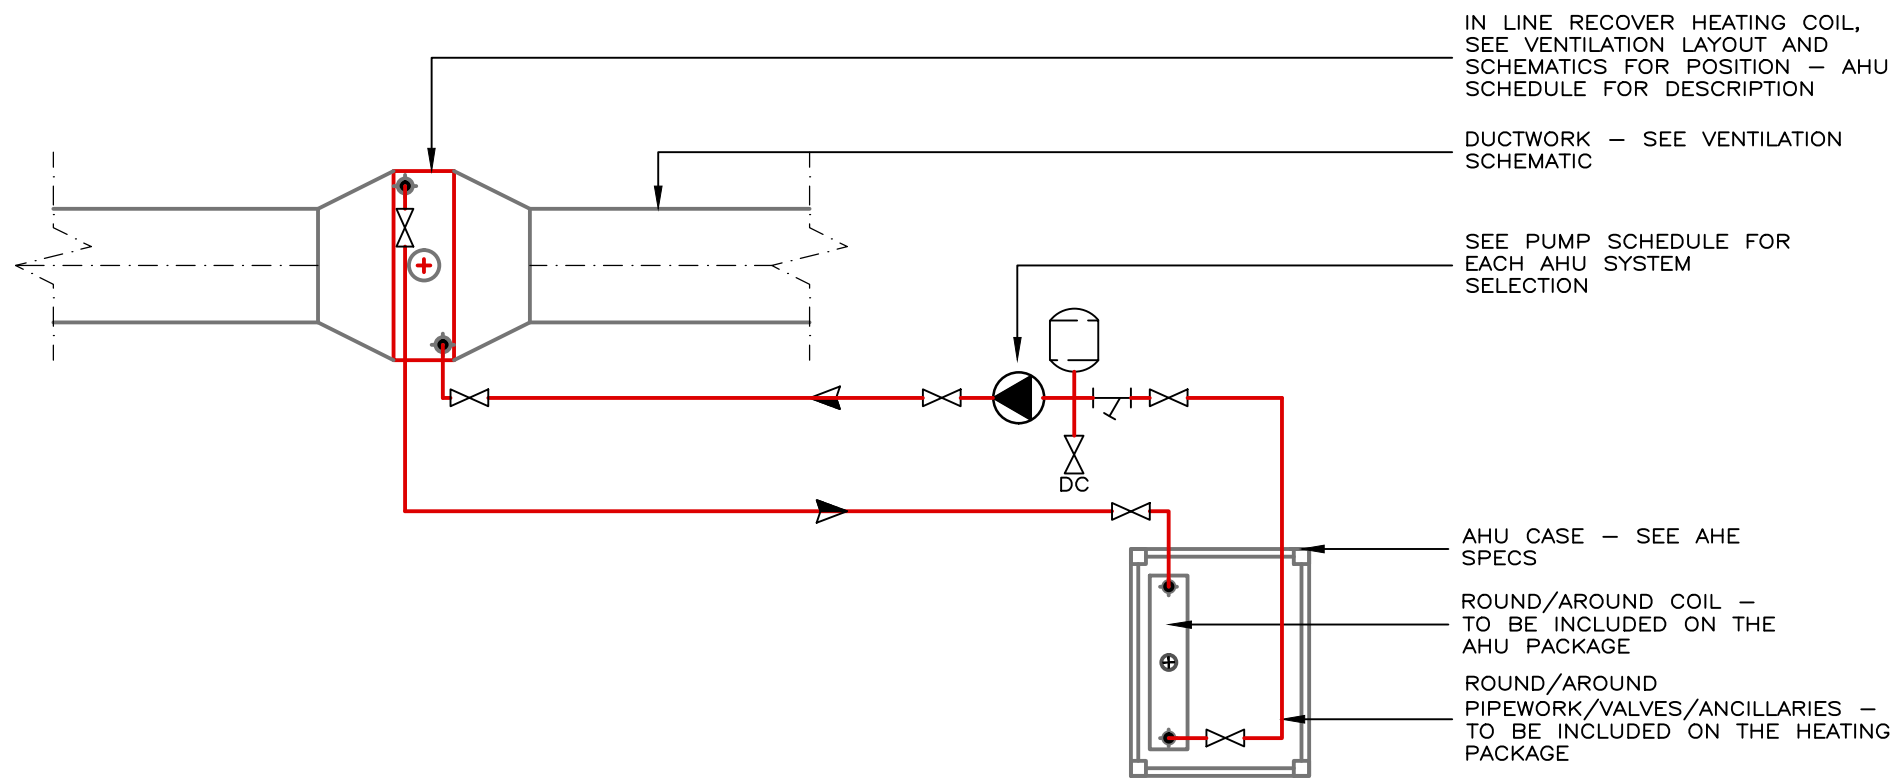 IN LINE RECOVER HEATING COIL,
SEE VENTILATION LAYOUT AND
SCHEMATICS FOR POSITION – AHU
SCHEDULE FOR DESCRIPTION
DUCTWORK – SEE VENTILATION
SCHEMATIC
SEE PUMP SCHEDULE FOR
EACH AHU SYSTEM
SELECTION
DC
AHU CASE – SEE AHE
SPECS
ROUND/AROUND COIL –
TO BE INCLUDED ON THE
AHU PACKAGE
ROUND/AROUND
PIPEWORK/VALVES/ANCILLARIES –
TO BE INCLUDED ON THE HEATING
PACKAGE